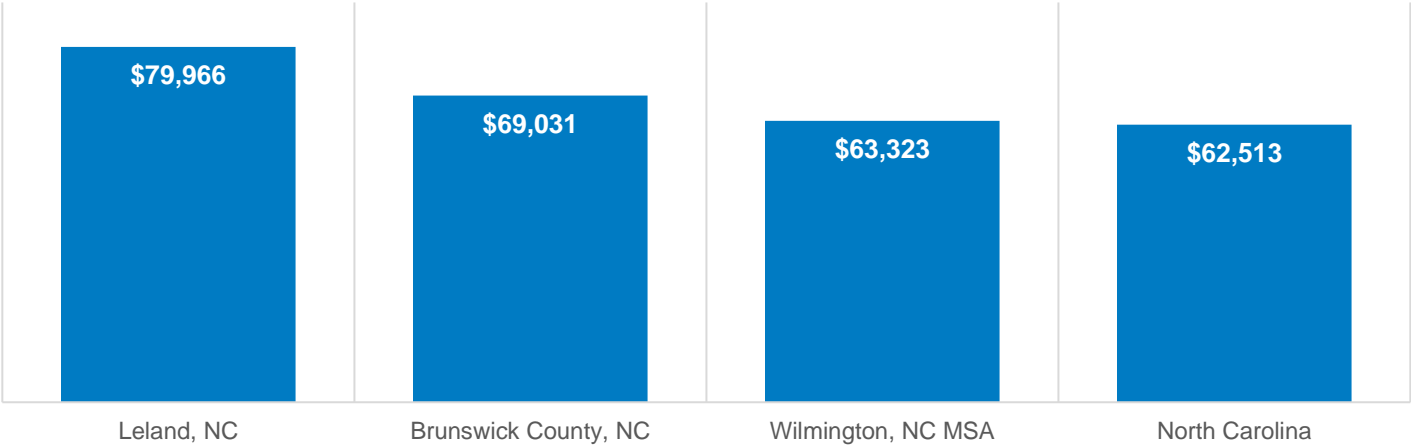 $79,966
$69,031
$63,323
$62,513
Leland, NC
Brunswick County, NC
Wilmington, NC MSA
North Carolina